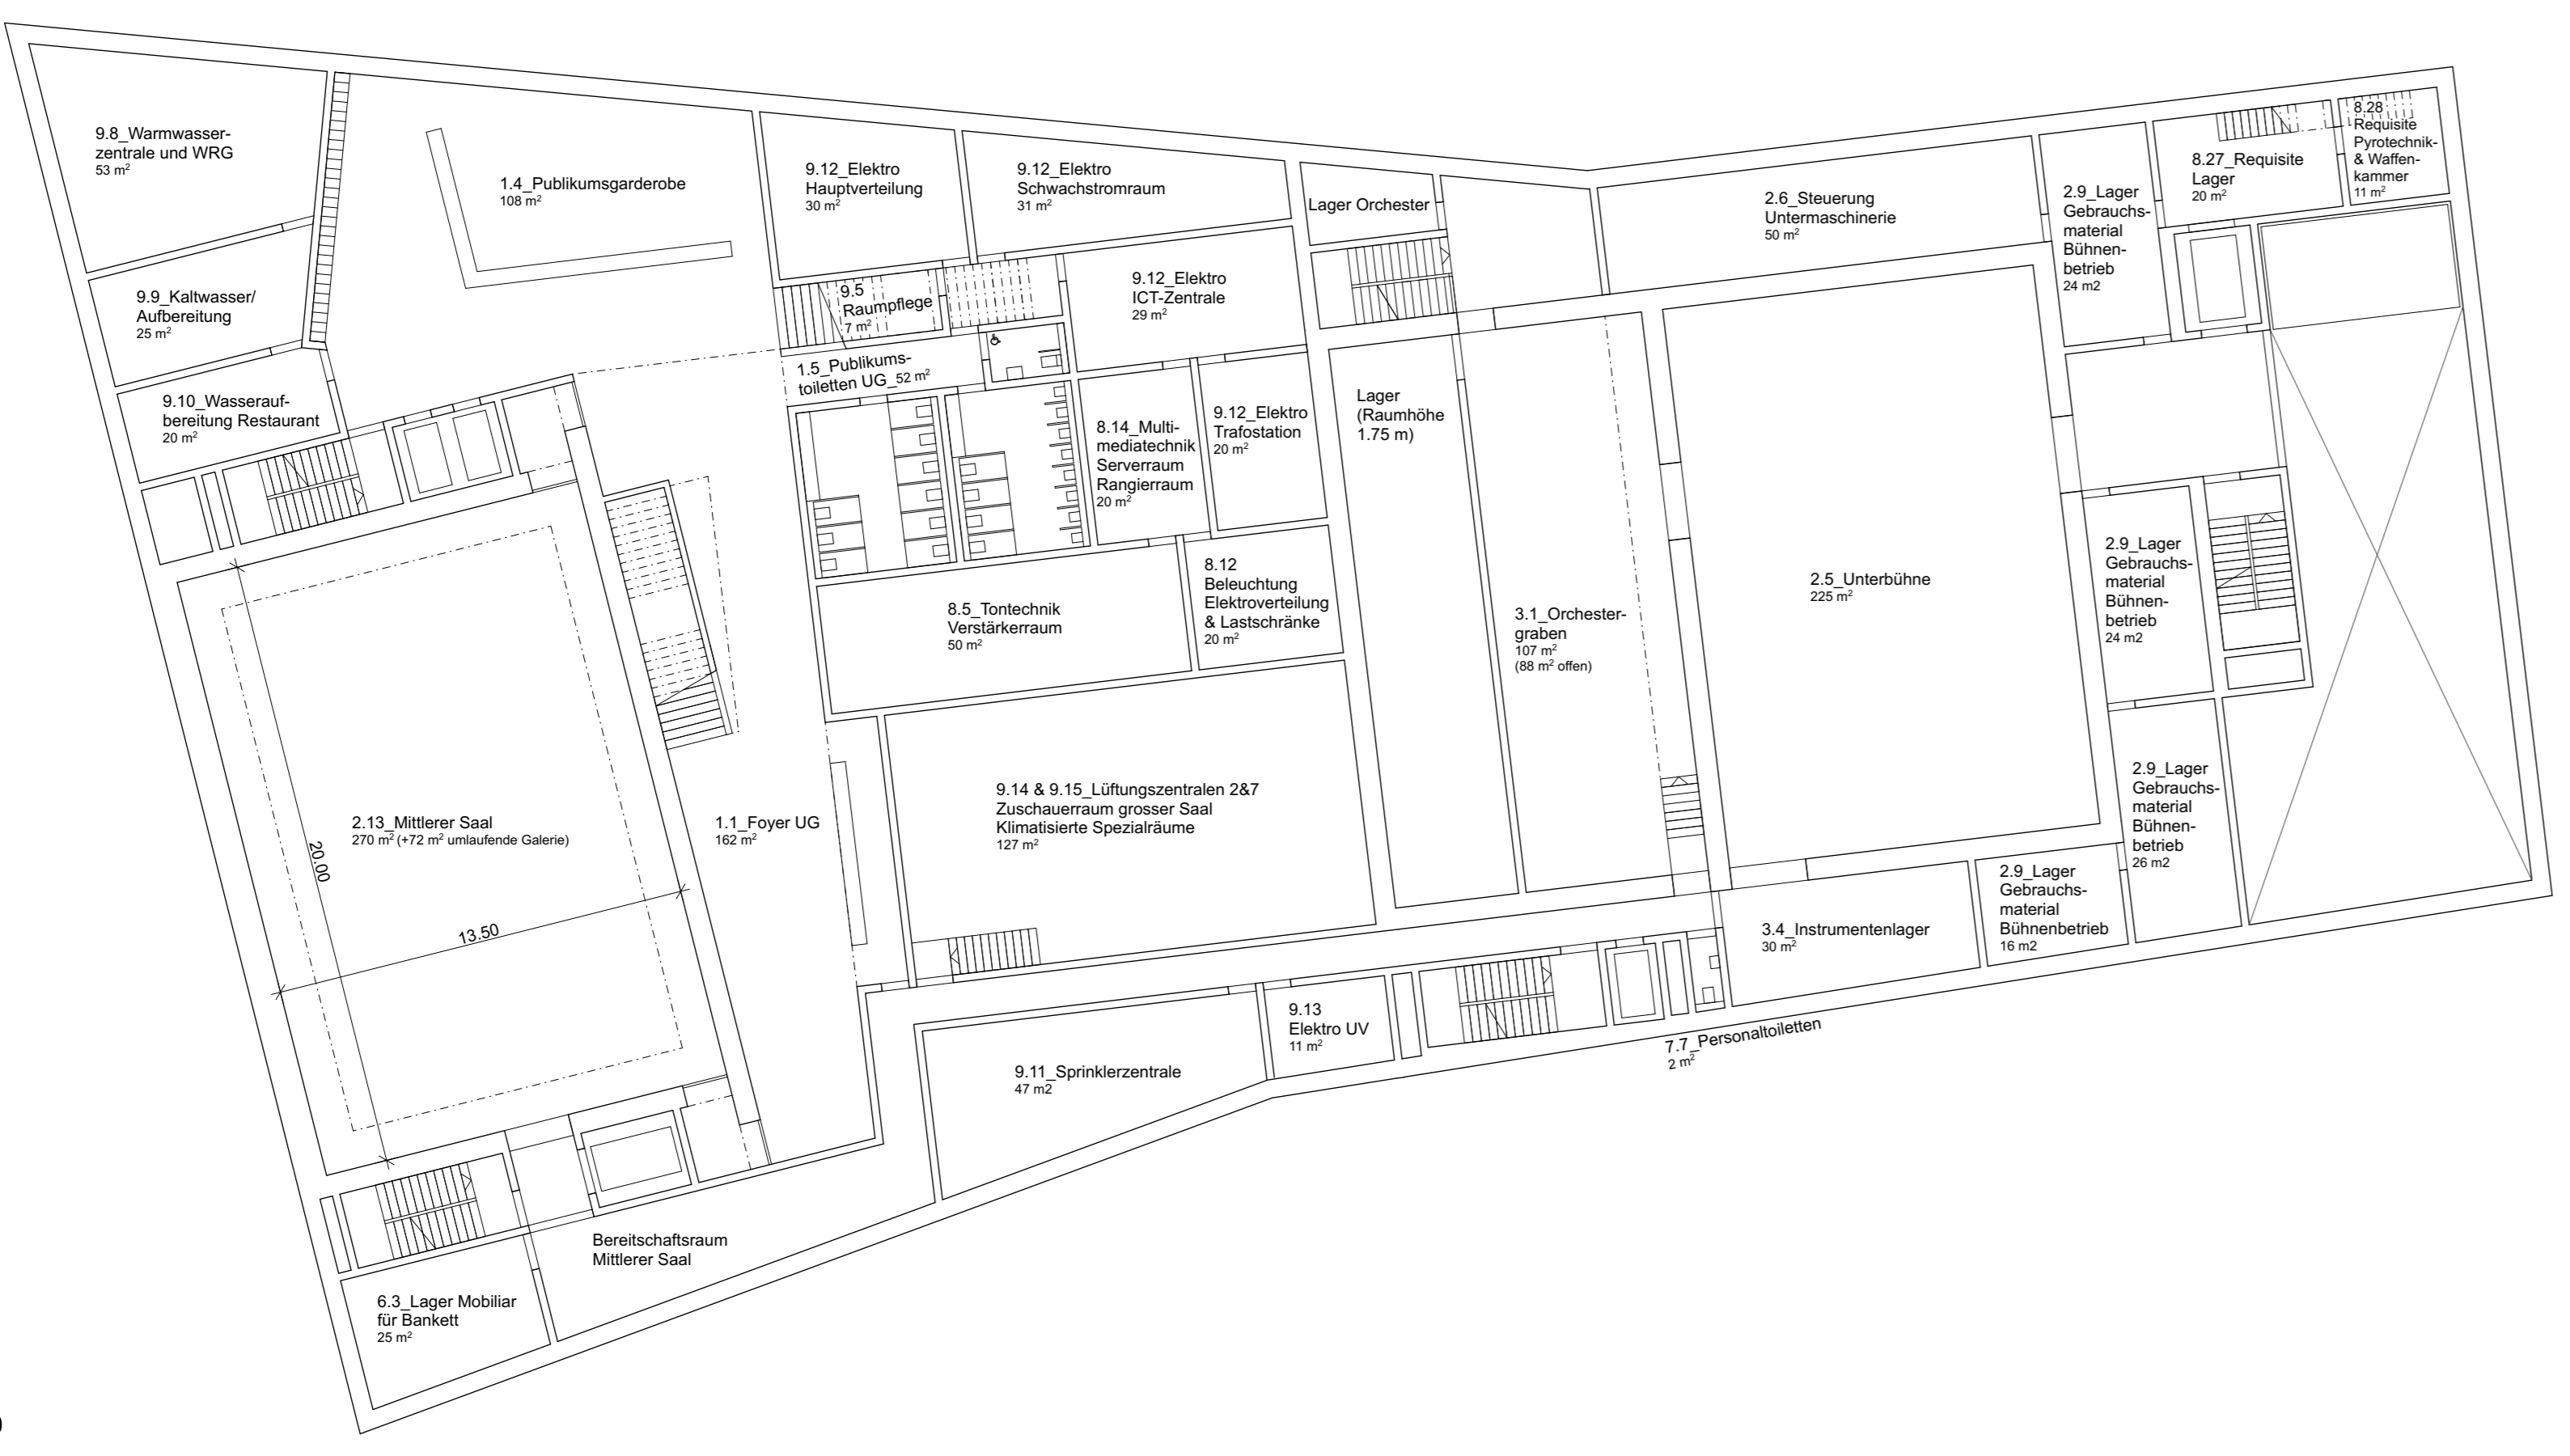 9.8_Warmwasser-
zentrale und WRG
53 m²
9.9_Kaltwasser/
Aufbereitung
25 m²
9.10_Wasserauf-
bereitung Restaurant
20 m²
1.4_Publikumsgarderobe
108 m²
9.12_Elektro
Hauptverteilung
30 m²
9.12_Elektro
Schwachstromraum
31 m²
9.5
Raumpflege
7 m²
9.12_Elektro
ICT-Zentrale
29 m²
1.5_Publikums-
toiletten UG_52 m²
8.14_Multi-
mediatechnik
Serverraum
Rangierraum
20 m²
9.12_Elektro
Trafostation
20 m²
8.5_Tontechnik
Verstärkerraum
50 m²
8.12
Beleuchtung
Elektroverteilung
& Lastschränke
20 m²
Lager Orchester
Lager
(Raumhöhe
1.75 m)
3.1_Orchester-
graben
107 m²
(88 m² offen)
2.6_Steuerung
Untermaschinerie
50 m²
2.5_Unterbühne
225 m²
2.9_Lager
Gebrauchs-
material
Bühnen-
betrieb
24 m2
8.27_Requisite
Lager
20 m²
8.28
Requisite
Pyrotechnik-
& Waffen-
kammer
11 m²
2.9_Lager
Gebrauchs-
material
Bühnen-
betrieb
24 m2
2.9_Lager
Gebrauchs-
material
Bühnen-
betrieb
26 m2
2.9_Lager
Gebrauchs-
material
Bühnenbetrieb
16 m2
3.4_Instrumentenlager
30 m²
7.7_Personaltoiletten
2 m²
2.13_Mittlerer Saal
270 m² (+72 m² umlaufende Galerie)
20.00
13.50
1.1_Foyer UG
162 m²
9.14 & 9.15_Lüftungszentralen 2&7
Zuschauerraum grosser Saal
Klimatisierte Spezialräume
127 m²
9.13
Elektro UV
11 m²
9.11_Sprinklerzentrale
47 m2
Bereitschaftsraum
Mittlerer Saal
6.3_Lager Mobiliar
für Bankett
25 m²